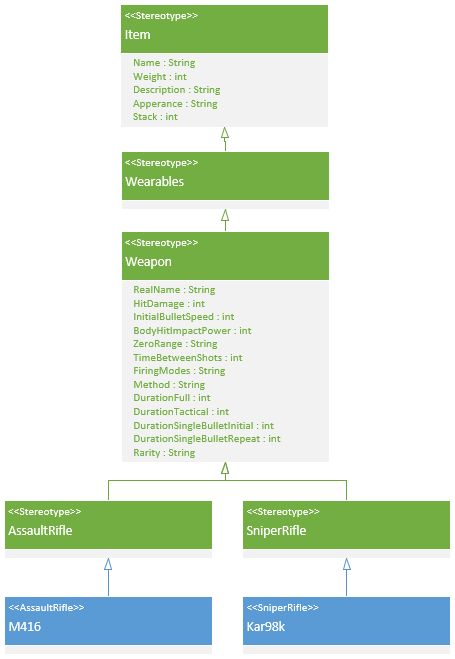 <<Stereotype>>
Item
Name : String
Weight : int
Description : String
Apperance : String
Stack : int
<<Stereotype>>
Wearables
<<Stereotype>>
Weapon
RealName : String
HitDamage : int
InitialBulletSpeed : int
BodyHitImpactPower : int
ZeroRange : String
TimeBetweenShots : int
FiringModes : String
Method : String
DurationFull : int
DurationTactical : int
DurationSingleBulletInitial : int
DurationSingleBulletRepeat : int
Rarity : String
<<Stereotype>>
AssaultRifle
<<Stereotype>>
SniperRifle
<<AssaultRifle>>
M416
<<SniperRifle>>
Kar98k